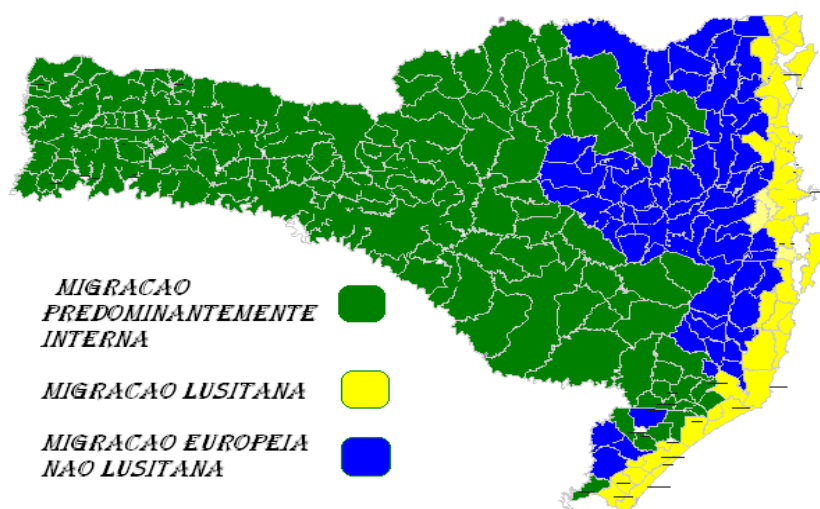 MIGRACAO
PREDOMINANTEMENTE
INTERNA
MIGRACAO LUSITANA
MIGRACAO EUROPEIA
NAO LUSITANA